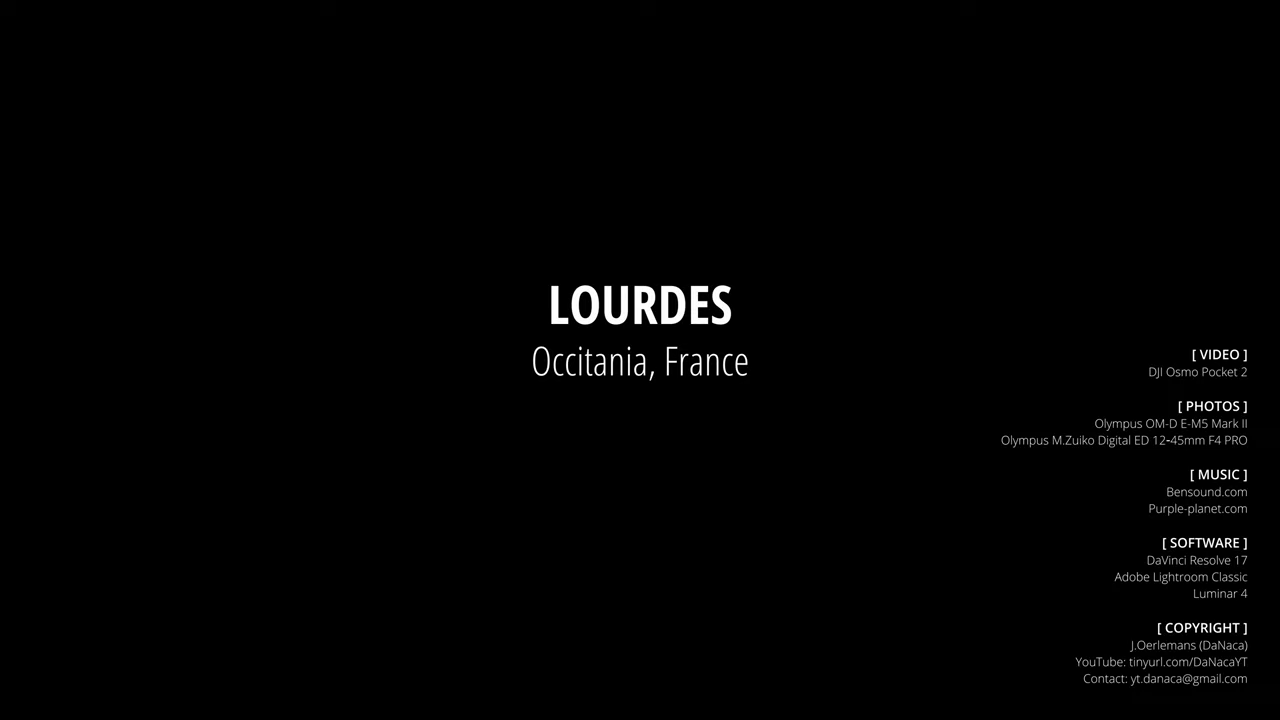 LOURDES
Occitania, France
[ VIDEO ]
DJI Osmo Pocket 2
[ PHOTOS ]
Olympus OM-D E-M5 Mark II
Olympus M.Zuiko Digital ED 12-45mm F4 PRO
[ MUSIC ]
Bensound.com
Purple-planet.com
[ SOFTWARE ]
DaVinci Resolve 17
Adobe Lightroom Classic
Luminar 4
[ COPYRIGHT ]
J.Oerlemans (DaNaca)
YouTube: tinyurl.com/DaNacaYT
Contact: yt.danaca@gmail.com